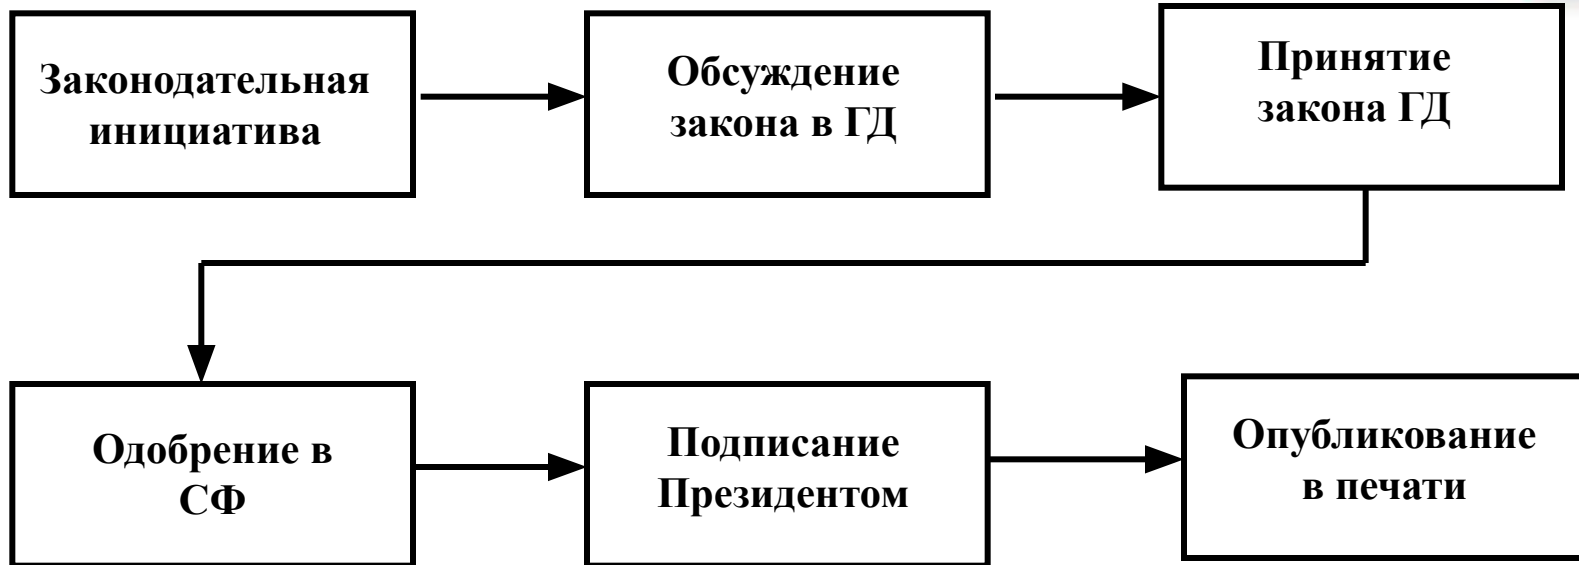 Законодательная
инициатива
Обсуждение
закона в ГД
Принятие
закона ГД
Одобрение в
СФ
Подписание
Президентом
Опубликование
в печати